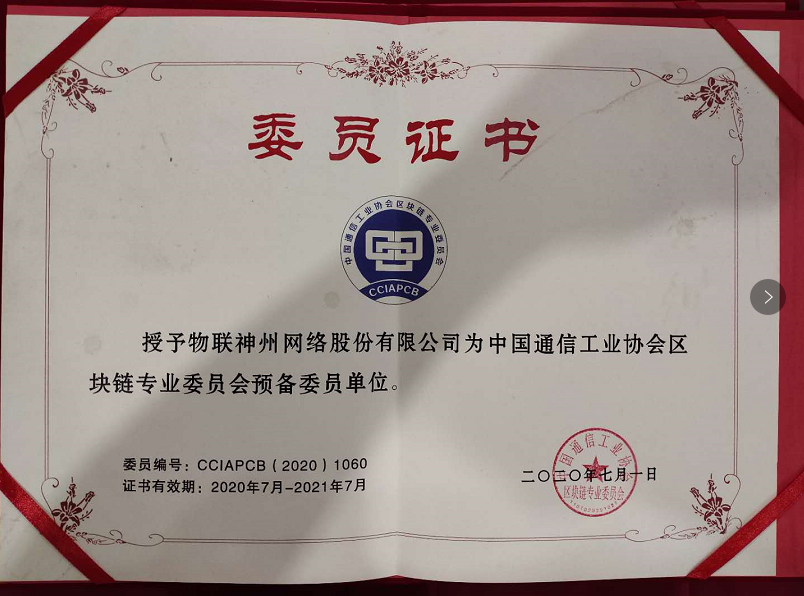 委员证书
中国通信工业协会区块链专业委员会
CCIAPCB
授予物联神州网络股份有限公司为中国通信工业协会区
块链专业委员会预备委员单位。
委员编号：CCIAPCB（2020）1060
证书有效期：2020年7月-2021年7月
二〇二〇年七月一日
中国通信工业协会
区块链专业委员会